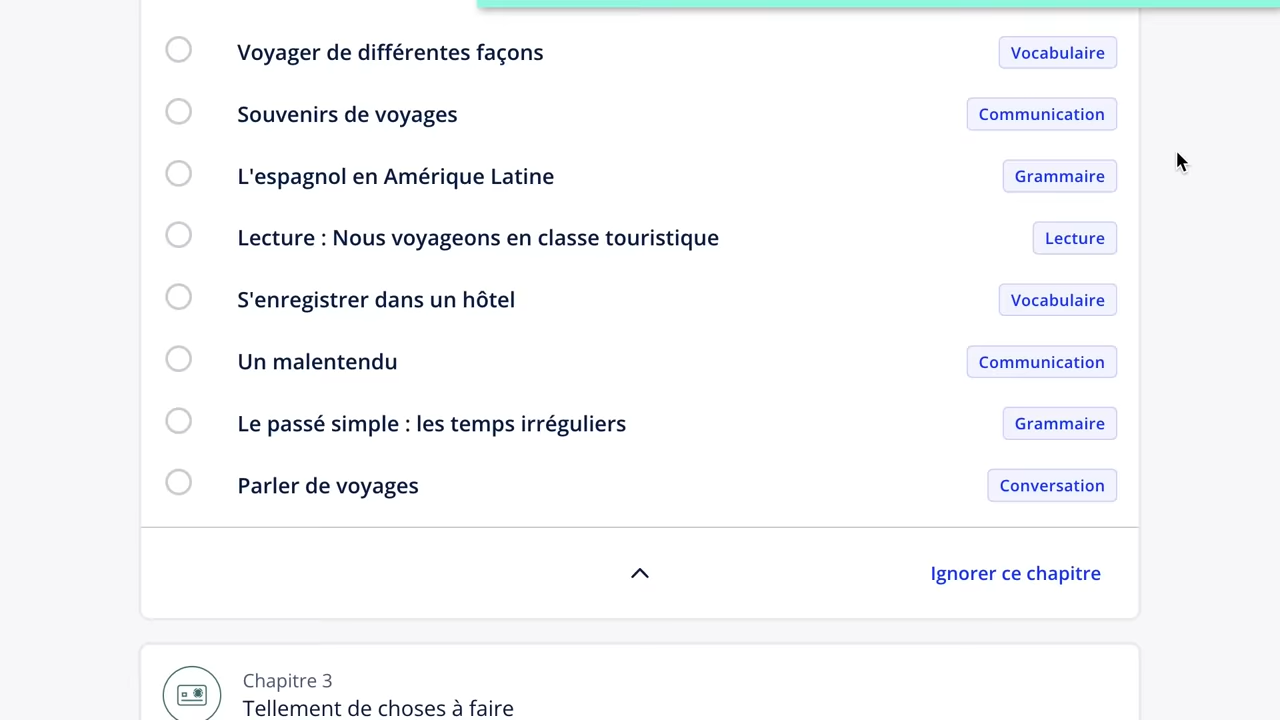 Voyager de différentes façons Vocabulaire
Souvenirs de voyages Communication
L'espagnol en Amérique Latine Grammaire
Lecture : Nous voyageons en classe touristique Lecture
S'enregistrer dans un hôtel Vocabulaire
Un malentendu Communication
Le passé simple : les temps irréguliers Grammaire
Parler de voyages Conversation
Ignorer ce chapitre
Chapitre 3
Tellement de choses à faire